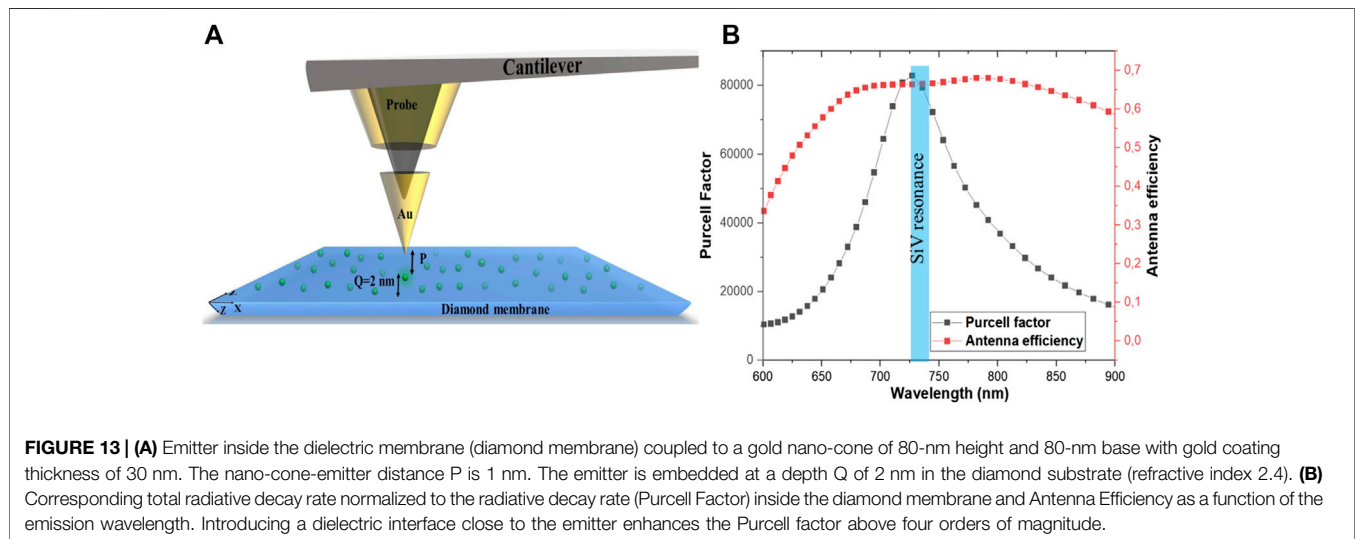 A
Cantilever
Probe
Au
P
Q=2 nm
Z
X
-Z
Diamond membrane
B
80000
60000
40000
20000
0
Purcell Factor
0,7
0,6
0,5
0,4
0,3
0,2
0,1
0,0
Antenna efficiency
SiV resonance
Purcell factor
Antenna efficiency
600
650
700
750
800
850
900
Wavelength (nm)
FIGURE 13 | (A) Emitter inside the dielectric membrane (diamond membrane) coupled to a gold nano-cone of 80-nm height and 80-nm base with gold coating
thickness of 30 nm. The nano-cone-emitter distance P is 1 nm. The emitter is embedded at a depth Q of 2 nm in the diamond substrate (refractive index 2.4). (B)
Corresponding total radiative decay rate normalized to the radiative decay rate (Purcell Factor) inside the diamond membrane and Antenna Efficiency as a function of the
emission wavelength. Introducing a dielectric interface close to the emitter enhances the Purcell factor above four orders of magnitude.